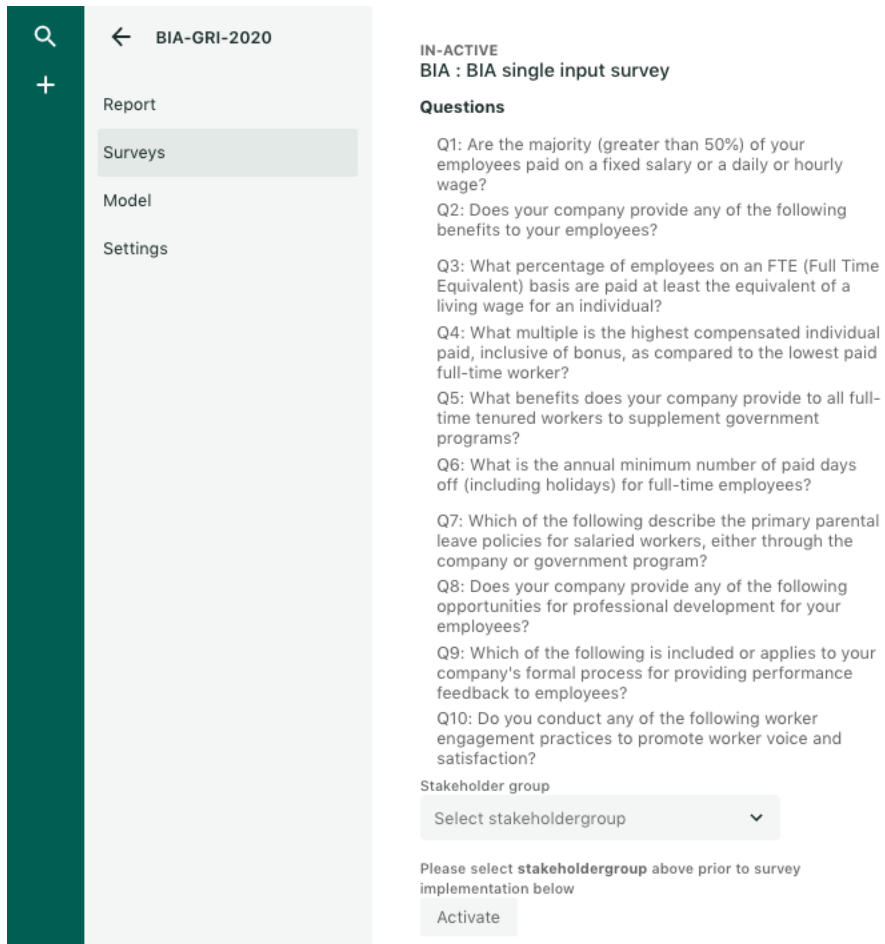 BIA-GRI-2020
Report
Surveys
Model
Settings
IN-ACTIVE
BIA : BIA single input survey
Questions
Q1: Are the majority (greater than 50%) of your
employees paid on a fixed salary or a daily or hourly
wage?
Q2: Does your company provide any of the following
benefits to your employees?
Q3: What percentage of employees on an FTE (Full Time
Equivalent) basis are paid at least the equivalent of a
living wage for an individual?
Q4: What multiple is the highest compensated individual
paid, inclusive of bonus, as compared to the lowest paid
full-time worker?
Q5: What benefits does your company provide to all full-
time tenured workers to supplement government
programs?
Q6: What is the annual minimum number of paid days
off (including holidays) for full-time employees?
Q7: Which of the following describe the primary parental
leave policies for salaried workers, either through the
company or government program?
Q8: Does your company provide any of the following
opportunities for professional development for your
employees?
Q9: Which of the following is included or applies to your
company's formal process for providing performance
feedback to employees?
Q10: Do you conduct any of the following worker
engagement practices to promote worker voice and
satisfaction?
Stakeholder group
Select stakeholdergroup
Please select stakeholdergroup above prior to survey
implementation below
Activate